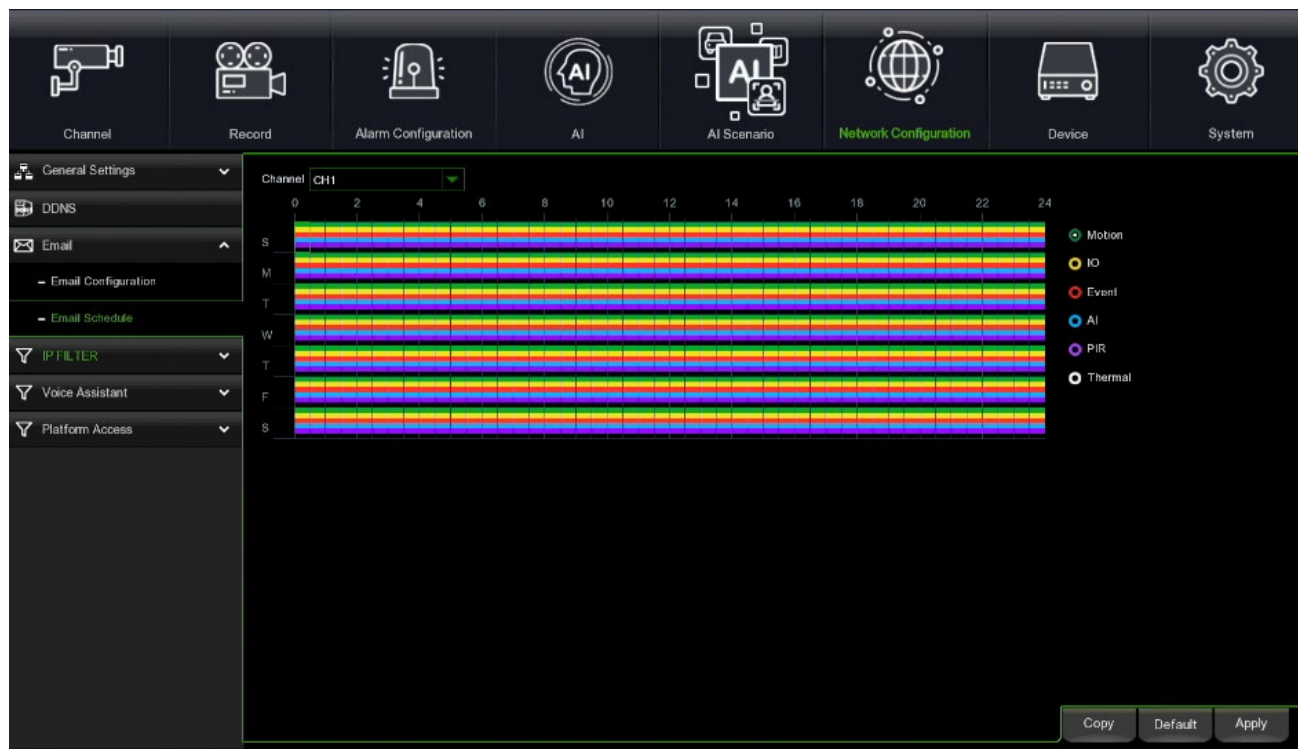 Channel Record Alarm Configuration AI AI Scenario Network Configuration Device System
General Settings
DDNS
Email
Email Configuration
Email Schedule
IP FILTER
Voice Assistant
Platform Access
Channel CH1
0 2 4 6 8 10 12 14 16 18 20 22 24
S
M
T
W
T
F
S
Motion
IO
Event
AI
PIR
Thermal
Copy Default Apply